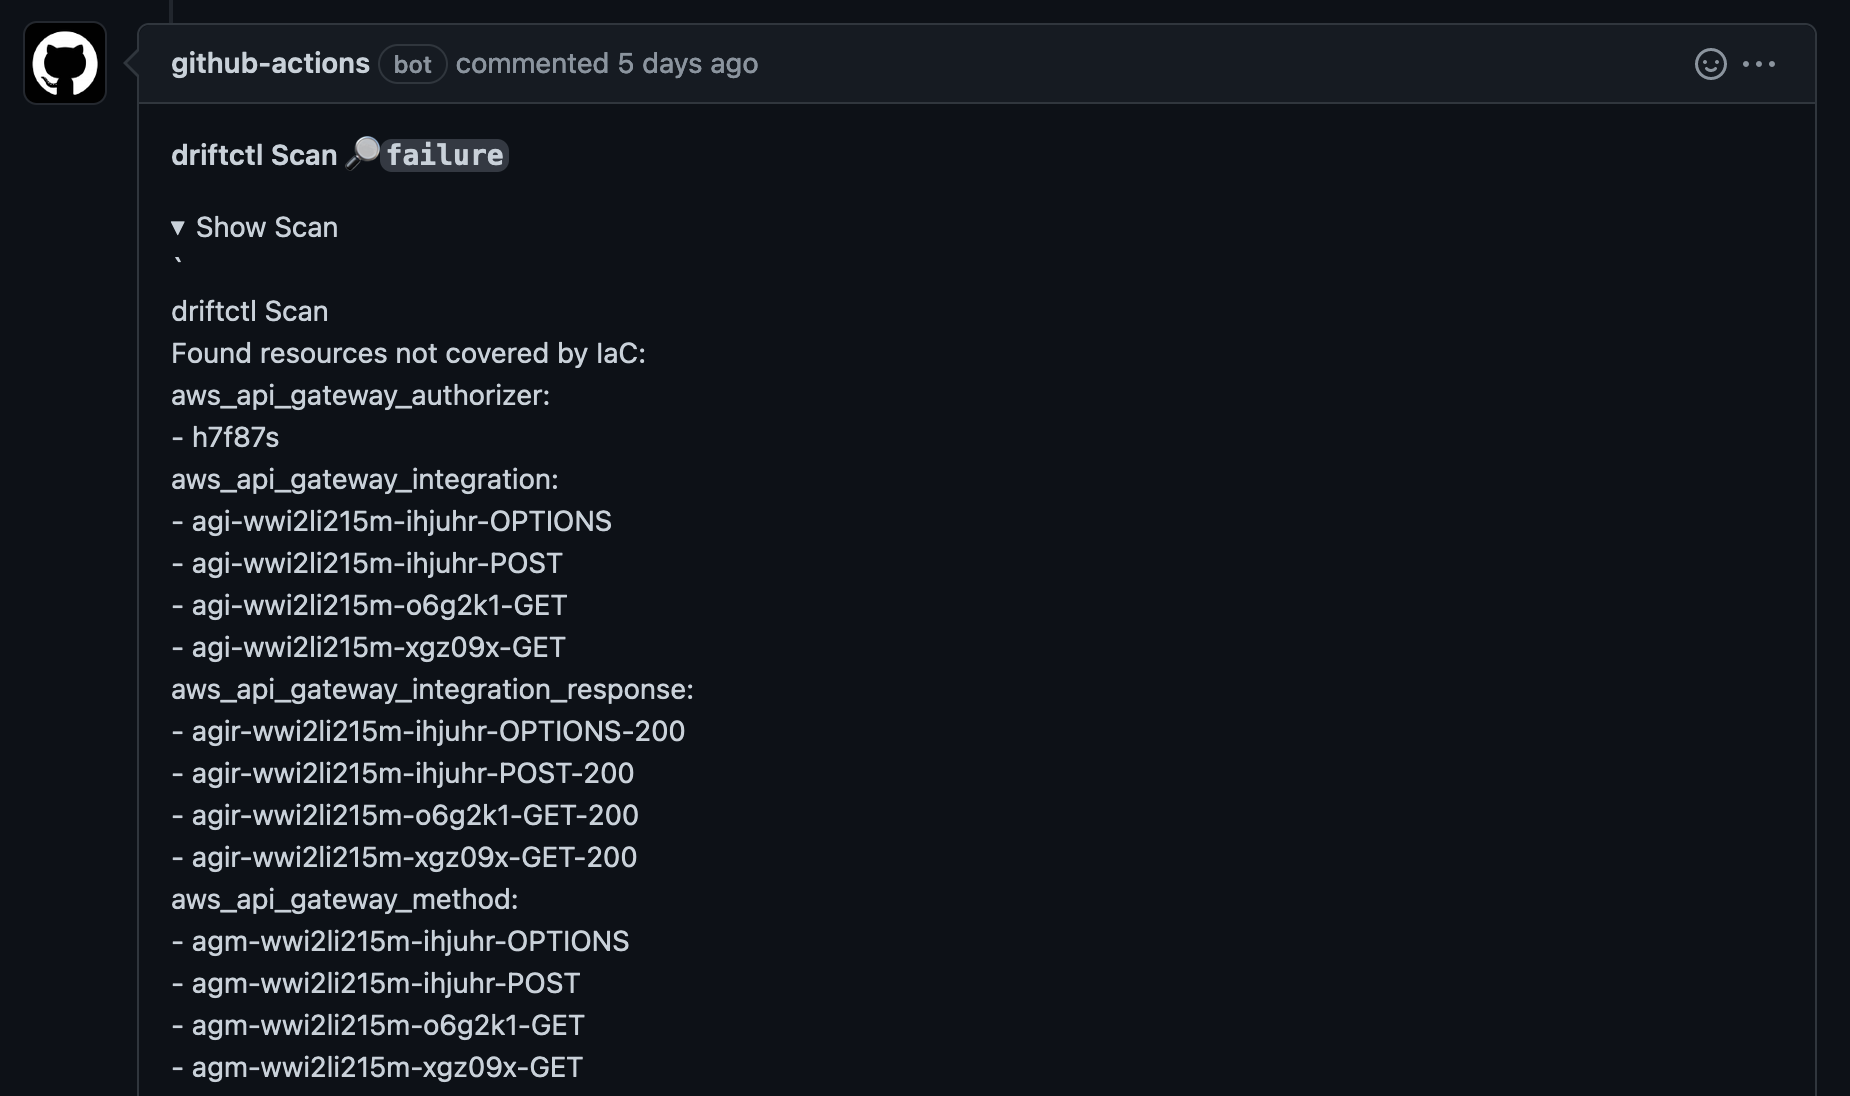 github-actions bot commented 5 days ago
driftctl Scan 🔎 failure
▼ Show Scan
`
driftctl Scan
Found resources not covered by IaC:
aws_api_gateway_authorizer:
- h7f87s
aws_api_gateway_integration:
- agi-wwi2li215m-ihjuhr-OPTIONS
- agi-wwi2li215m-ihjuhr-POST
- agi-wwi2li215m-o6g2k1-GET
- agi-wwi2li215m-xgz09x-GET
aws_api_gateway_integration_response:
- agir-wwi2li215m-ihjuhr-OPTIONS-200
- agir-wwi2li215m-ihjuhr-POST-200
- agir-wwi2li215m-o6g2k1-GET-200
- agir-wwi2li215m-xgz09x-GET-200
aws_api_gateway_method:
- agm-wwi2li215m-ihjuhr-OPTIONS
- agm-wwi2li215m-ihjuhr-POST
- agm-wwi2li215m-o6g2k1-GET
- agm-wwi2li215m-xgz09x-GET